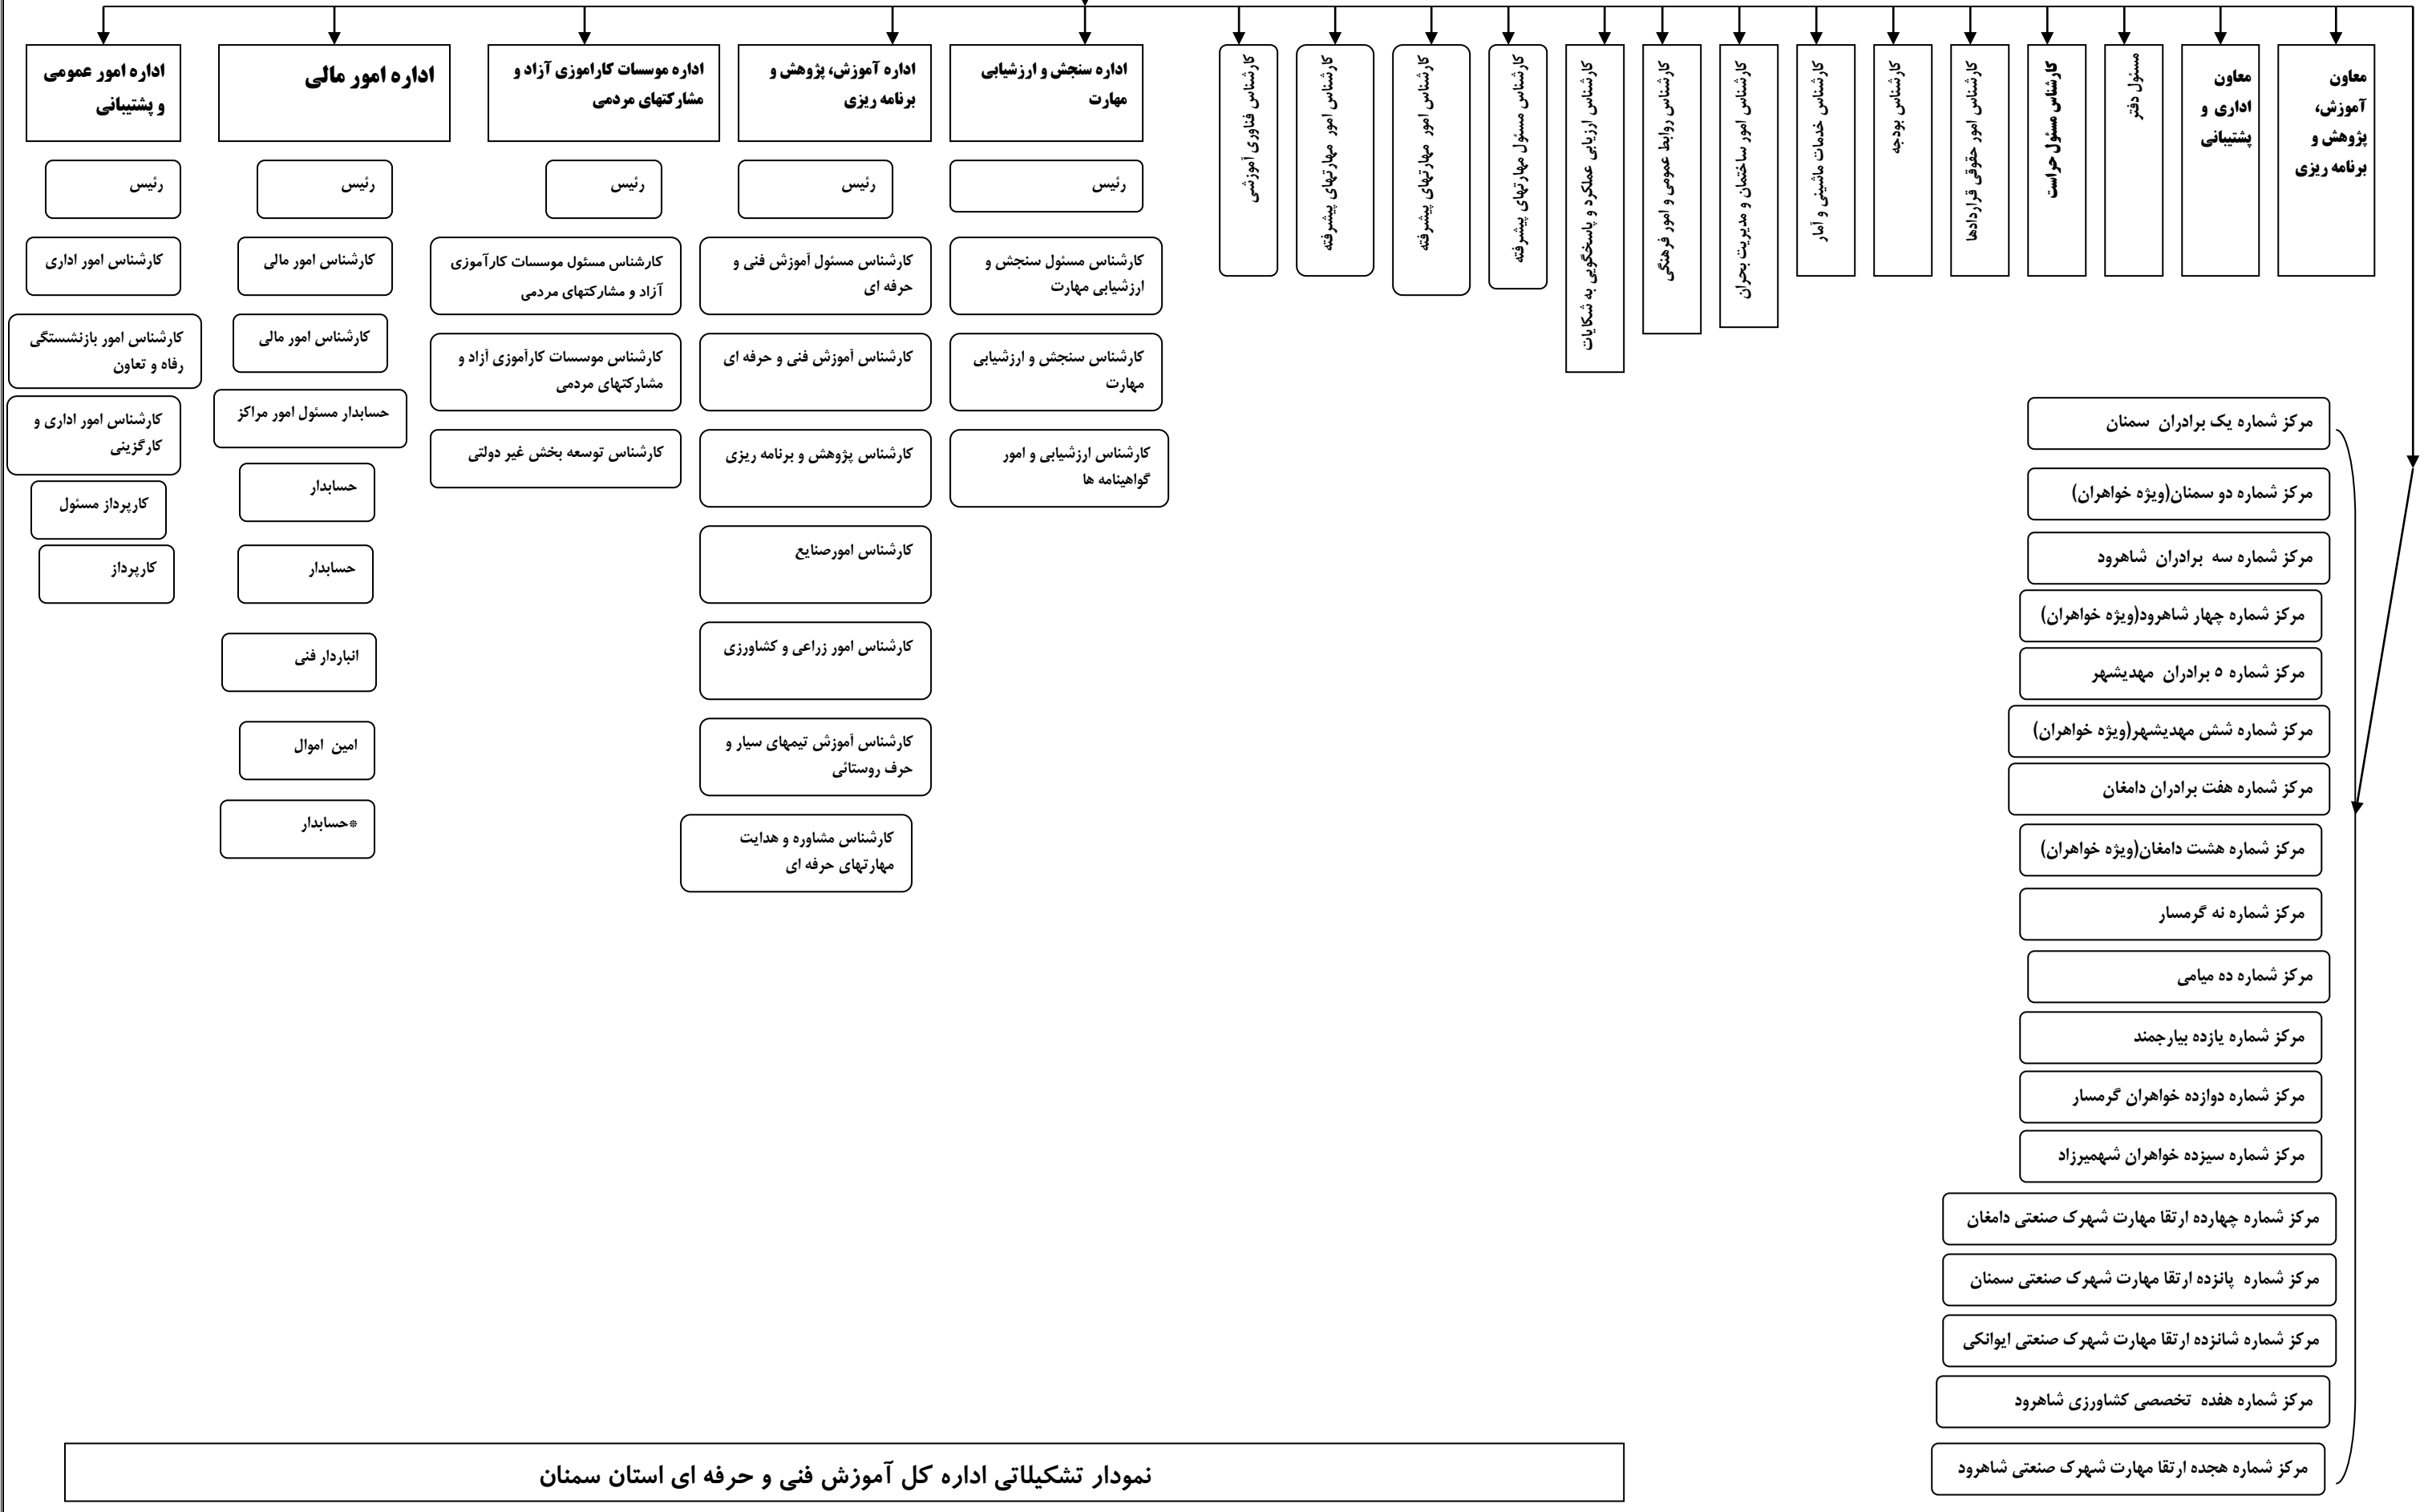 معاون
آموزش،
پژوهش و
برنامه ریزی
معاون
اداری و
پشتیبانی
مسئول دفتر
کارشناس مسئول حراست
کارشناس امور حقوقی قراردادها
کارشناس بودجه
کارشناس خدمات ماشینی و آمار
کارشناس امور ساختمان و مدیریت بحران
کارشناس روابط عمومی و امور فرهنگی
کارشناس ارزیابی عملکرد و پاسخگویی به شکایات
کارشناس مسئول مهارتهای پیشرفته
کارشناس امور مهارتهای پیشرفته
کارشناس امور مهارتهای پیشرفته
کارشناس فناوری آموزشی
اداره سنجش و ارزشیابی
مهارت
رئیس
کارشناس مسئول سنجش و
ارزشیابی مهارت
کارشناس سنجش و ارزشیابی
مهارت
کارشناس ارزشیابی و امور
گواهینامه ها
اداره آموزش، پژوهش و
برنامه ریزی
رئیس
کارشناس مسئول آموزش فنی و
حرفه ای
کارشناس آموزش فنی و حرفه ای
کارشناس پژوهش و برنامه ریزی
کارشناس امورصنایع
کارشناس امور زراعی و کشاورزی
کارشناس آموزش تیمهای سیار و
حرف روستائی
کارشناس مشاوره و هدایت
مهارتهای حرفه ای
اداره موسسات کاراموزی آزاد و
مشارکتهای مردمی
رئیس
کارشناس مسئول موسسات کارآموزی
آزاد و مشارکتهای مردمی
کارشناس موسسات کارآموزی آزاد و
مشارکتهای مردمی
کارشناس توسعه بخش غیر دولتی
اداره امور مالی
رئیس
کارشناس امور مالی
کارشناس امور مالی
حسابدار مسئول امور مراکز
حسابدار
حسابدار
انباردار فنی
امین اموال
*حسابدار
اداره امور عمومی
و پشتیبانی
رئیس
کارشناس امور اداری
کارشناس امور بازنشستگی
رفاه و تعاون
کارشناس امور اداری و
کارگزینی
کارپرداز مسئول
کارپرداز
مرکز شماره یک برادران سمنان
مرکز شماره دو سمنان(ویژه خواهران)
مرکز شماره سه برادران شاهرود
مرکز شماره چهار شاهرود(ویژه خواهران)
مرکز شماره ۵ برادران مهدیشهر
مرکز شماره شش مهدیشهر(ویژه خواهران)
مرکز شماره هفت برادران دامغان
مرکز شماره هشت دامغان(ویژه خواهران)
مرکز شماره نه گرمسار
مرکز شماره ده میامی
مرکز شماره یازده بیارجمند
مرکز شماره دوازده خواهران گرمسار
مرکز شماره سیزده خواهران شهمیرزاد
مرکز شماره چهارده ارتقا مهارت شهرک صنعتی دامغان
مرکز شماره پانزده ارتقا مهارت شهرک صنعتی سمنان
مرکز شماره شانزده ارتقا مهارت شهرک صنعتی ایوانکی
مرکز شماره هفده تخصصی کشاورزی شاهرود
مرکز شماره هجده ارتقا مهارت شهرک صنعتی شاهرود
نمودار تشکیلاتی اداره کل آموزش فنی و حرفه ای استان سمنان